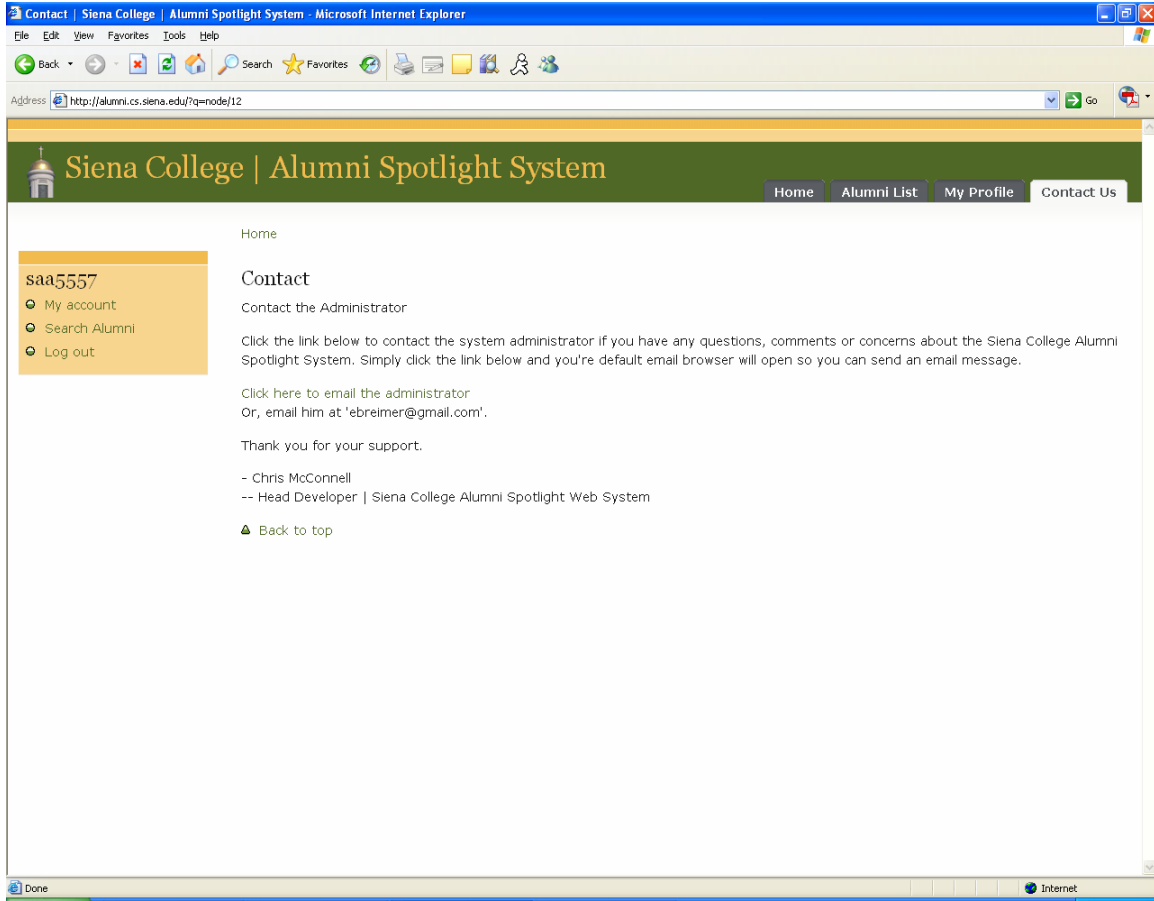 Contact | Siena College | Alumni Spotlight System - Microsoft Internet Explorer
File Edit View Favorites Tools Help
Back Search Favorites
Address http://alumni.cs.siena.edu/?q=node/12 Go
Siena College | Alumni Spotlight System
Home Alumni List My Profile Contact Us
Home
saa5557
My account
Search Alumni
Log out
Contact
Contact the Administrator
Click the link below to contact the system administrator if you have any questions, comments or concerns about the Siena College Alumni
Spotlight System. Simply click the link below and you're default email browser will open so you can send an email message.
Click here to email the administrator
Or, email him at 'ebreimer@gmail.com'.
Thank you for your support.
- Chris McConnell
-- Head Developer | Siena College Alumni Spotlight Web System
Back to top
Done Internet